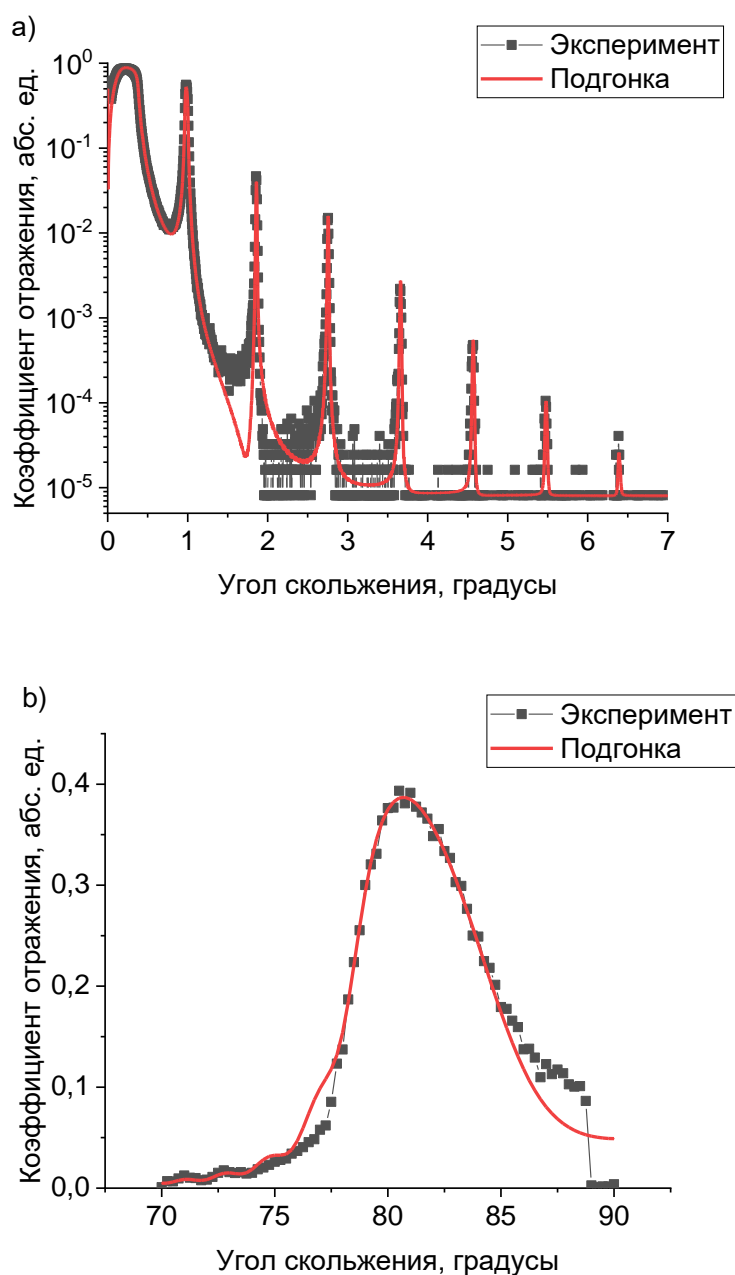 a)
Эксперимент
Подгонка
Коэффициент отражения, абс. ед.
10⁰
10⁻¹
10⁻²
10⁻³
10⁻⁴
10⁻⁵
0 1 2 3 4 5 6 7
Угол скольжения, градусы
b)
Эксперимент
Подгонка
Коэффициент отражения, абс. ед.
0,4
0,3
0,2
0,1
0,0
70 75 80 85 90
Угол скольжения, градусы